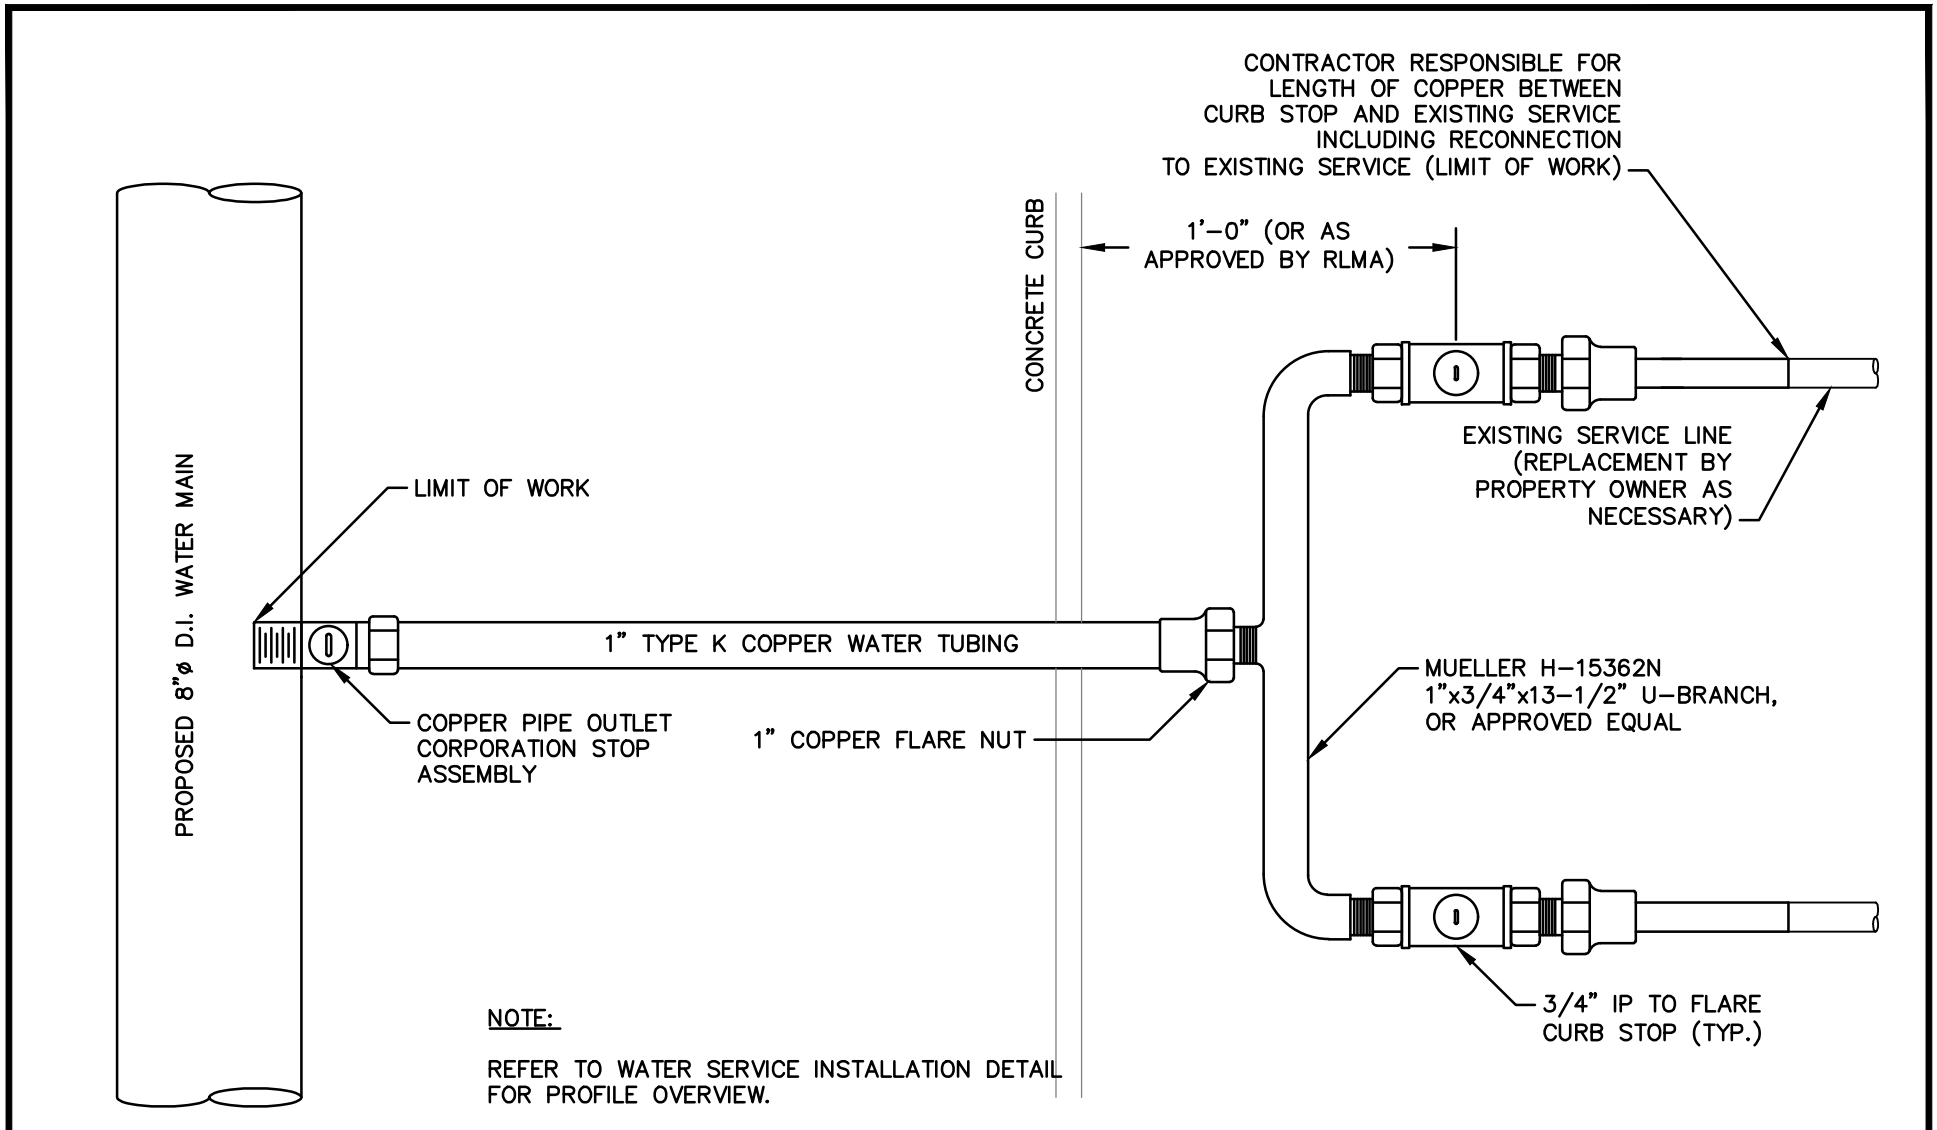 CONTRACTOR RESPONSIBLE FOR
LENGTH OF COPPER BETWEEN
CURB STOP AND EXISTING SERVICE
INCLUDING RECONNECTION
TO EXISTING SERVICE (LIMIT OF WORK)
CONCRETE CURB
1'-0" (OR AS
APPROVED BY RLMA)
EXISTING SERVICE LINE
(REPLACEMENT BY
PROPERTY OWNER AS
NECESSARY)
PROPOSED 8"ø D.I. WATER MAIN
LIMIT OF WORK
1" TYPE K COPPER WATER TUBING
MUELLER H-15362N
1"x3/4"x13-1/2" U-BRANCH,
OR APPROVED EQUAL
COPPER PIPE OUTLET
CORPORATION STOP
ASSEMBLY
1" COPPER FLARE NUT
3/4" IP TO FLARE
CURB STOP (TYP.)
NOTE:
REFER TO WATER SERVICE INSTALLATION DETAIL
FOR PROFILE OVERVIEW.